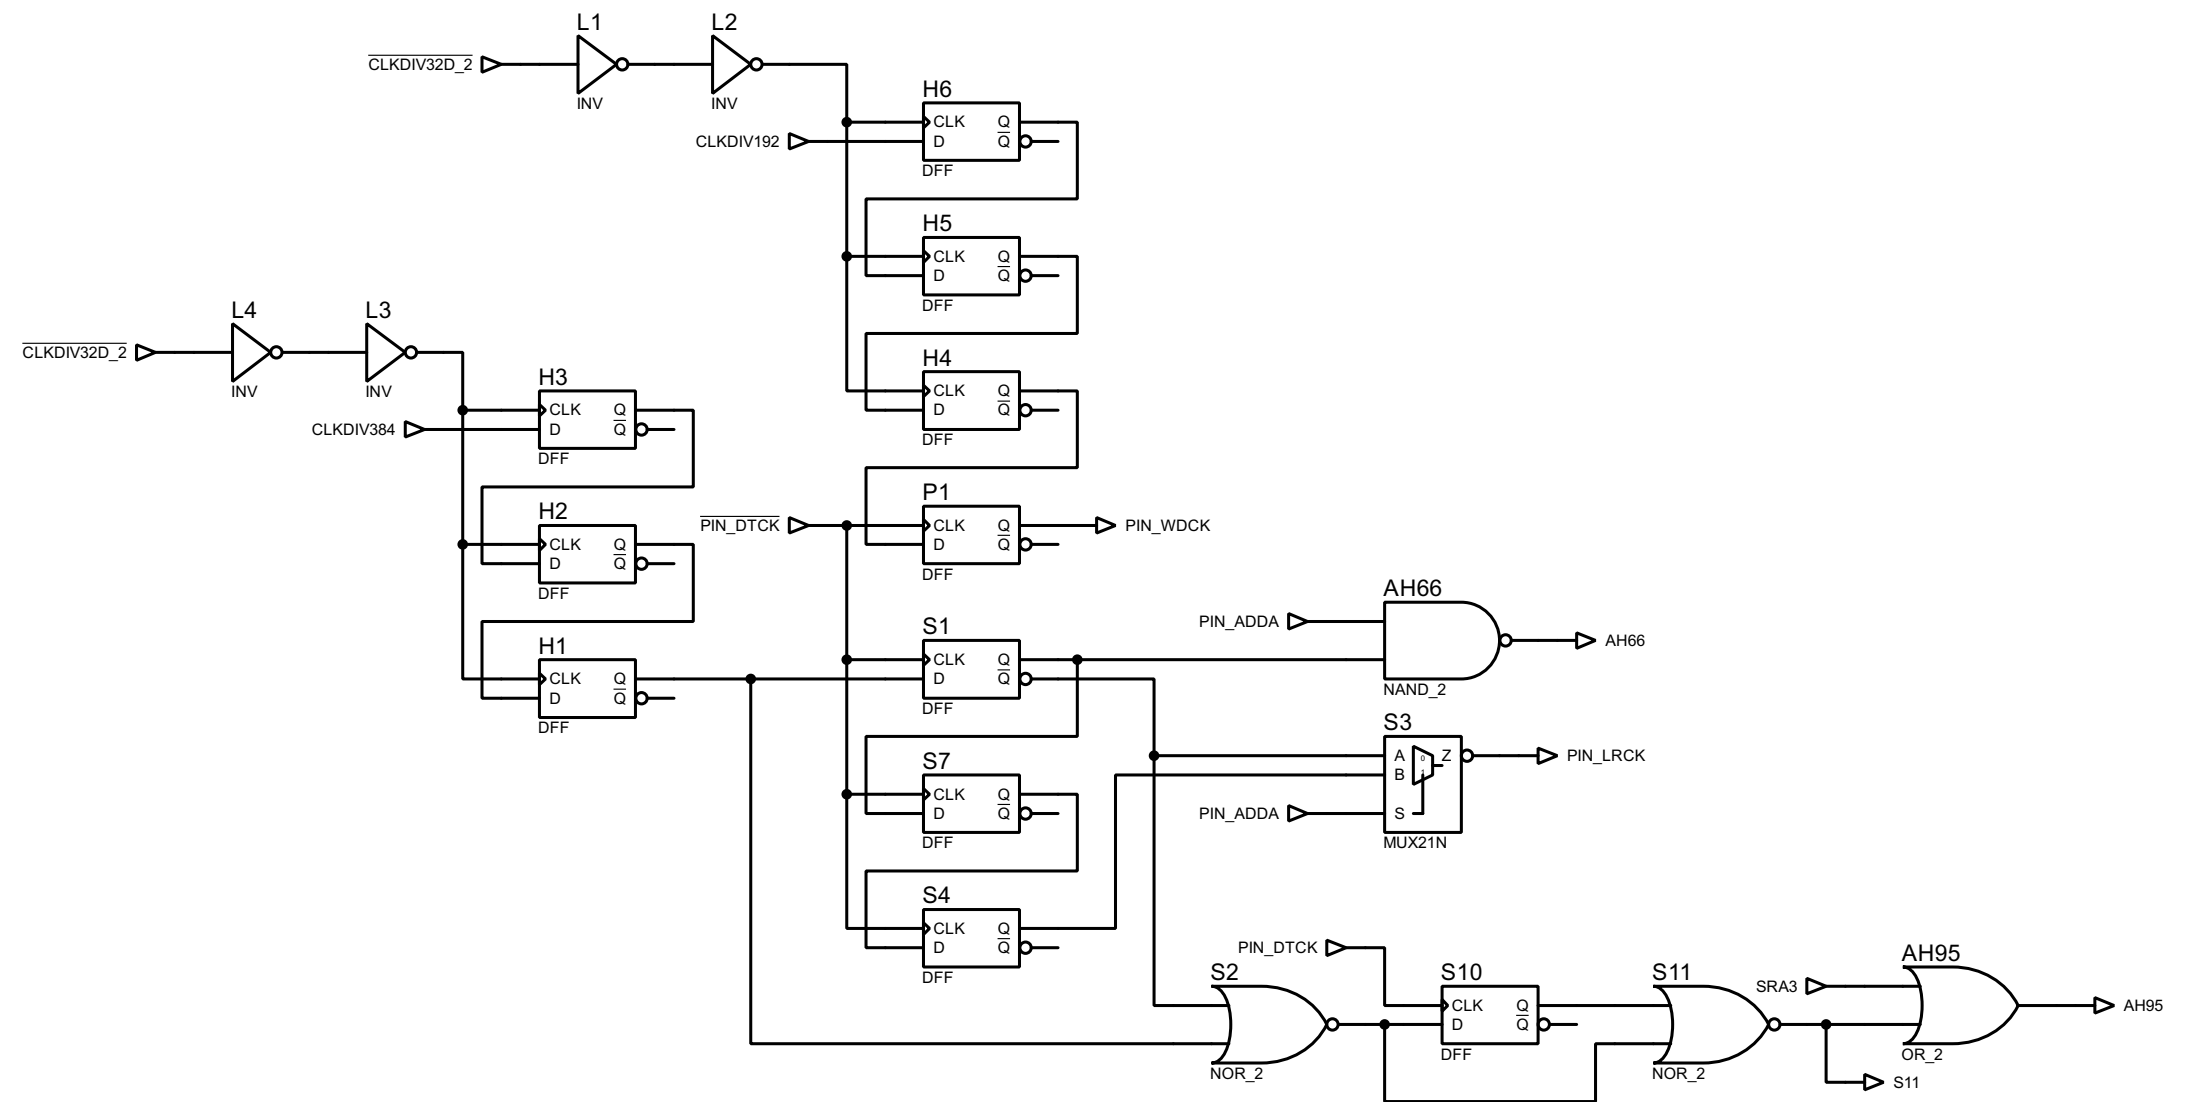 L1
L2
CLKDIV32D_2
INV
INV
H6
CLK Q
D Q
DFF
CLKDIV192
H5
CLK Q
D Q
DFF
L4
L3
CLKDIV32D_2
INV
INV
H4
CLK Q
D Q
DFF
H3
CLK Q
D Q
DFF
CLKDIV384
P1
CLK Q
D Q
DFF
PIN_DTCK
PIN_WDCK
H2
CLK Q
D Q
DFF
AH66
PIN_ADDA
AH66
NAND_2
S1
CLK Q
D Q
DFF
H1
CLK Q
D Q
DFF
S3
A 0 Z
B 1
S
MUX21N
PIN_LRCK
PIN_ADDA
S7
CLK Q
D Q
DFF
S4
CLK Q
D Q
DFF
PIN_DTCK
S2
NOR_2
S10
CLK Q
D Q
DFF
S11
NOR_2
AH95
SRA3
AH95
OR_2
S11